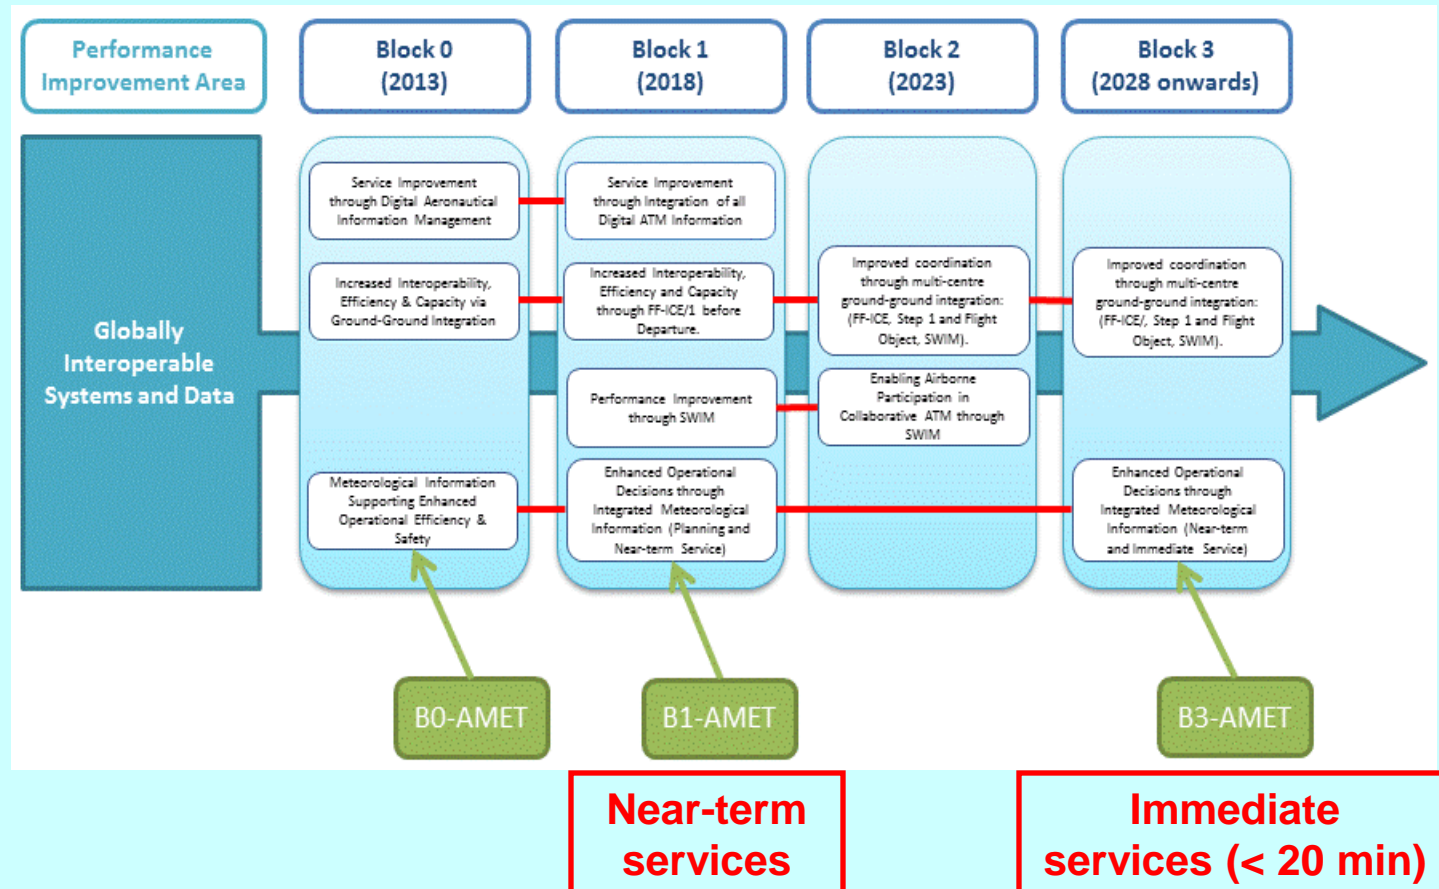 Performance
Improvement Area
Block 0
(2013)
Block 1
(2018)
Block 2
(2023)
Block 3
(2028 onwards)
Globally
Interoperable
Systems and Data
Service Improvement
through Digital Aeronautical
Information Management
Service Improvement
through Integration of all
Digital ATM Information
Increased Interoperability,
Efficiency & Capacity via
Ground-Ground Integration
Increased Interoperability,
Efficiency and Capacity
through FF-ICE/1 before
Departure.
Improved coordination
through multi-centre
ground-ground integration:
(FF-ICE, Step 1 and Flight
Object, SWIM).
Improved coordination
through multi-centre
ground-ground integration:
(FF-ICE/, Step 1 and Flight
Object, SWIM).
Performance Improvement
through SWIM
Enabling Airborne
Participation in
Collaborative ATM through
SWIM
Meteorological Information
Supporting Enhanced
Operational Efficiency &
Safety
Enhanced Operational
Decisions through
Integrated Meteorological
Information (Planning and
Near-term Service)
Enhanced Operational
Decisions through
Integrated Meteorological
Information (Near-term
and Immediate Service)
B0-AMET
B1-AMET
B3-AMET
Near-term
services
Immediate
services (< 20 min)